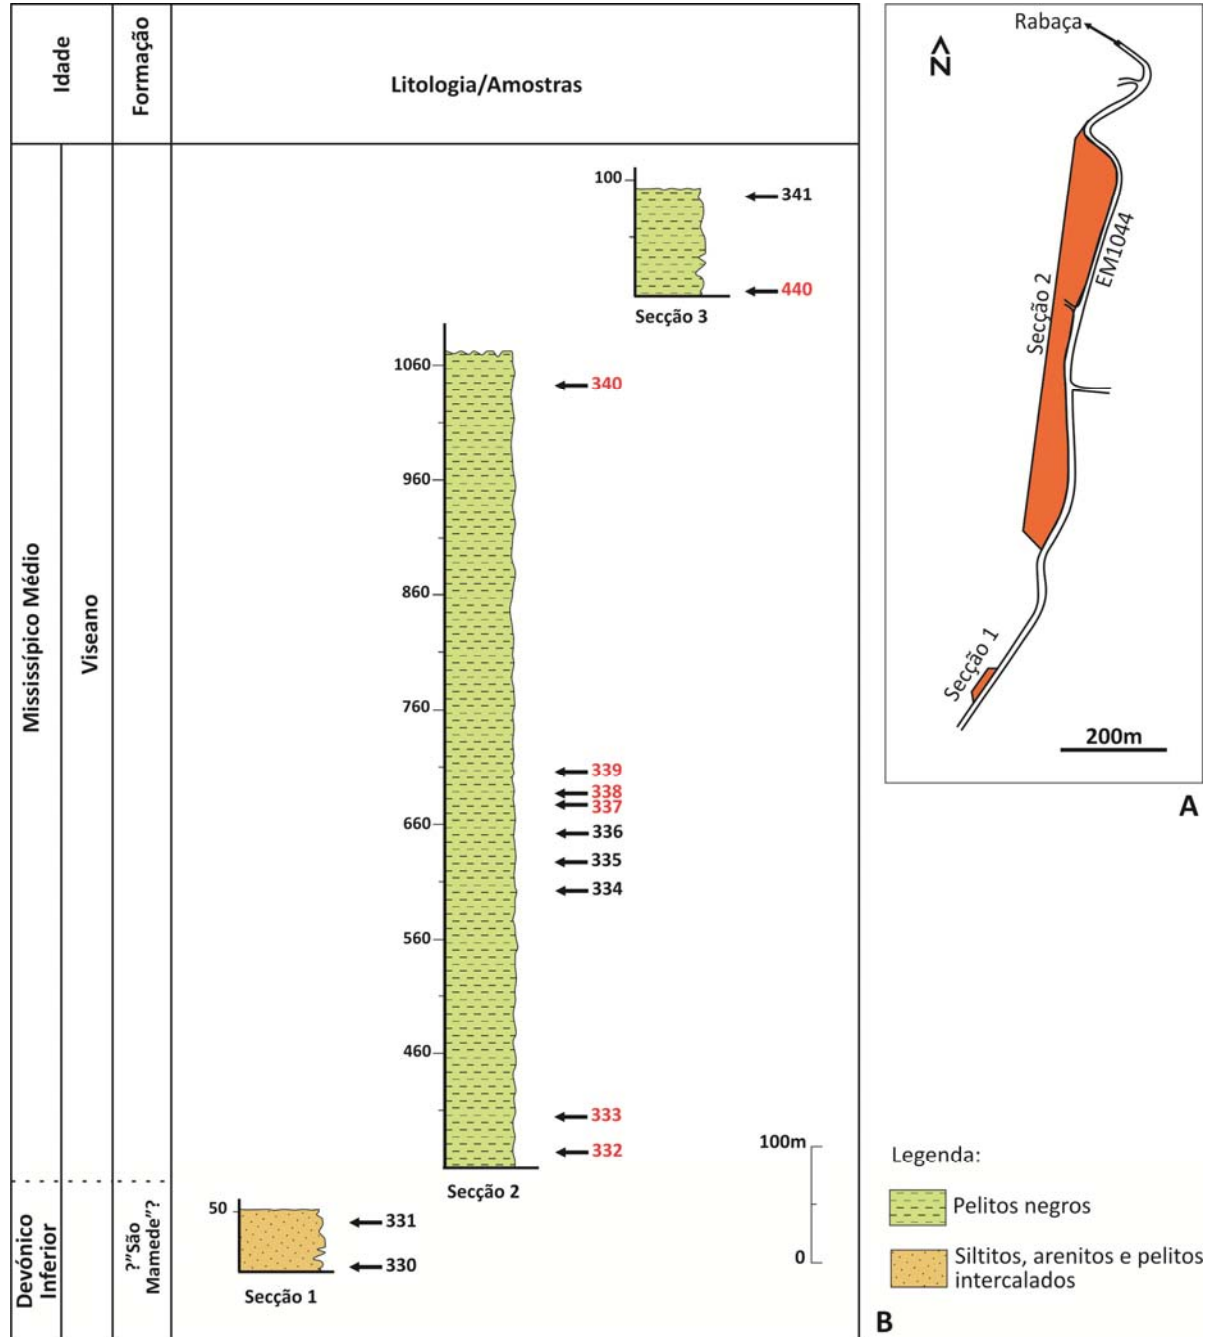 Idade
Formação
Litologia/Amostras
Mississípico Médio
Viseano
Devónico
Inferior
?"São
Mamede"?
100
341
440
Secção 3
1060
340
960
860
760
339
338
337
660
336
335
334
560
460
333
332
Secção 2
100m
0
50
331
330
Secção 1
Rabaça
N
EM1044
Secção 2
Secção 1
200m
A
Legenda:
Pelitos negros
Siltitos, arenitos e pelitos
intercalados
B